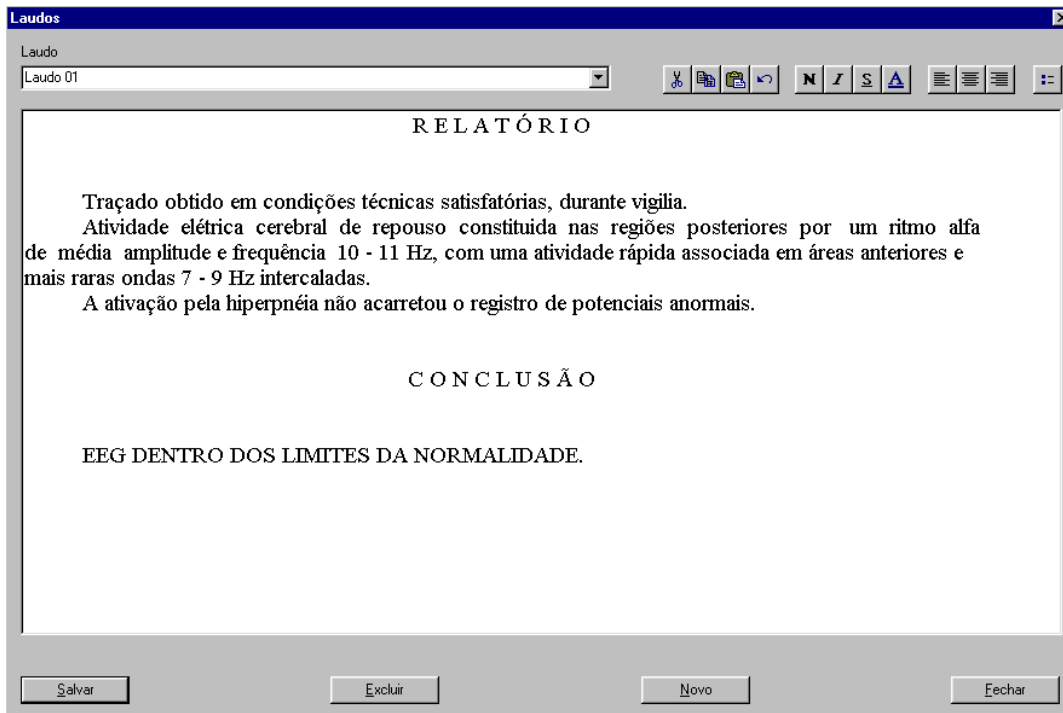 Laudos
Laudo
Laudo 01
N I S A
R E L A T Ó R I O
Traçado obtido em condições técnicas satisfatórias, durante vigilia.
Atividade elétrica cerebral de repouso constituida nas regiões posteriores por um ritmo alfa
de média amplitude e frequência 10 - 11 Hz, com uma atividade rápida associada em áreas anteriores e
mais raras ondas 7 - 9 Hz intercaladas.
A ativação pela hiperpnéia não acarretou o registro de potenciais anormais.
C O N C L U S Ã O
EEG DENTRO DOS LIMITES DA NORMALIDADE.
Salvar Excluir Novo Fechar